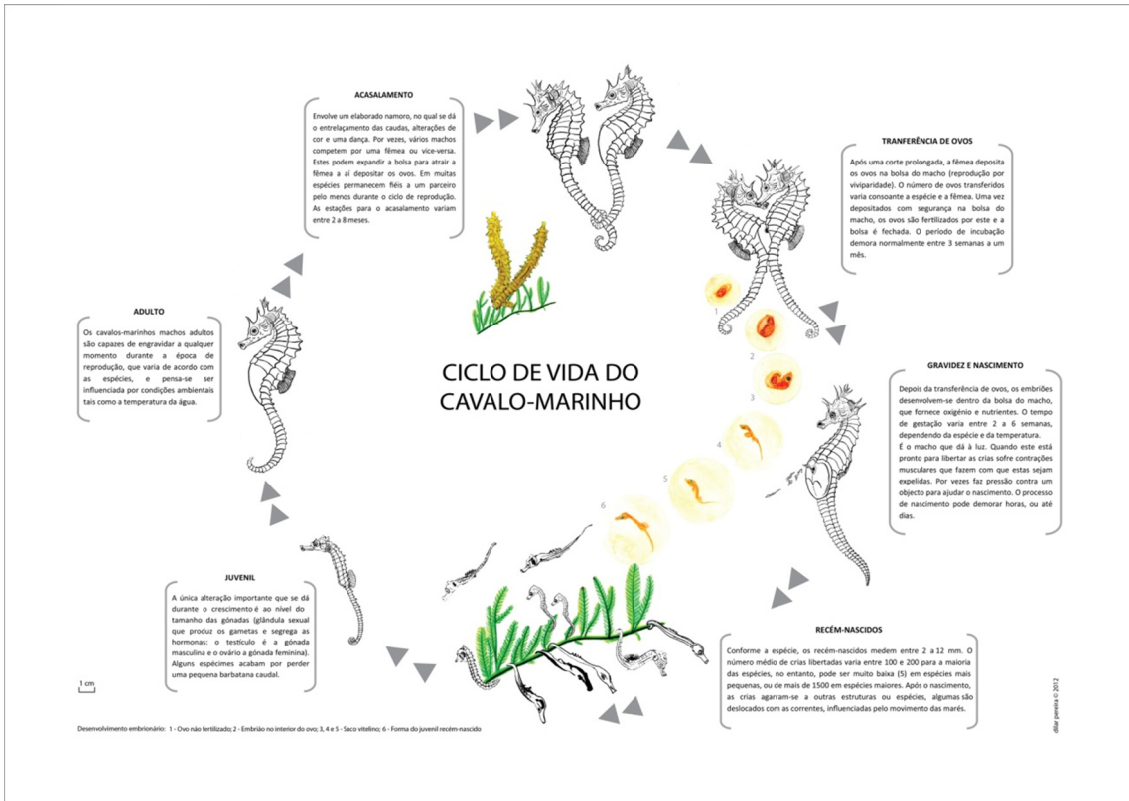 ACASALAMENTO
Envolve um elaborado namoro, no qual se dá
o entrelaçamento das caudas, alterações de
cor e uma dança. Por vezes, vários machos
competem por uma fêmea ou vice-versa.
Estes podem expandir a bolsa para atrair a
fêmea a aí depositar os ovos. Em muitas
espécies permanecem fiéis a um parceiro
pelo menos durante o ciclo de reprodução.
As estações para o acasalamento variam
entre 2 a 8 meses.
TRANFERÊNCIA DE OVOS
Após uma corte prolongada, a fêmea deposita
os ovos na bolsa do macho (reprodução por
viviparidade). O número de ovos transferidos
varia consoante a espécie e a fêmea. Uma vez
depositados com segurança na bolsa do
macho, os ovos são fertilizados por este e a
bolsa é fechada. O período de incubação
demora normalmente entre 3 semanas a um
mês.
GRAVIDEZ E NASCIMENTO
Depois da transferência de ovos, os embriões
desenvolvem-se dentro da bolsa do macho,
que fornece oxigénio e nutrientes. O tempo
de gestação varia entre 2 a 6 semanas,
dependendo da espécie e da temperatura.
É o macho que dá à luz. Quando este está
pronto para libertar as crias sofre contrações
musculares que fazem com que estas sejam
expelidas. Por vezes faz pressão contra um
objecto para ajudar o nascimento. O processo
de nascimento pode demorar horas, ou até
dias.
RECÉM-NASCIDOS
Conforme a espécie, os recém-nascidos medem entre 2 a 12 mm. O
número médio de crias libertadas varia entre 100 e 200 para a maioria
das espécies, no entanto, pode ser muito baixa (5) em espécies mais
pequenas, ou de mais de 1500 em espécies maiores. Após o nascimento,
as crias agarram-se a outras estruturas ou espécies, algumas são
deslocados com as correntes, influenciadas pelo movimento das marés.
JUVENIL
A única alteração importante que se dá
durante o crescimento é ao nível do
tamanho das gónadas (glândula sexual
que produz os gametas e segrega as
hormonas: o testículo é a gónada
masculina e o ovário a gónada feminina).
Alguns espécimes acabam por perder
uma pequena barbatana caudal.
ADULTO
Os cavalos-marinhos machos adultos
são capazes de engravidar a qualquer
momento durante a época de
reprodução, que varia de acordo com
as espécies, e pensa-se ser
influenciada por condições ambientais
tais como a temperatura da água.
CICLO DE VIDA DO
CAVALO-MARINHO
1
2
3
4
5
6
1 cm
Desenvolvimento embrionário: 1 - Ovo não fertilizado; 2 - Embrião no interior do ovo; 3, 4 e 5 - Saco vitelino; 6 - Forma do juvenil recém-nascido
dilar pereira © 2012